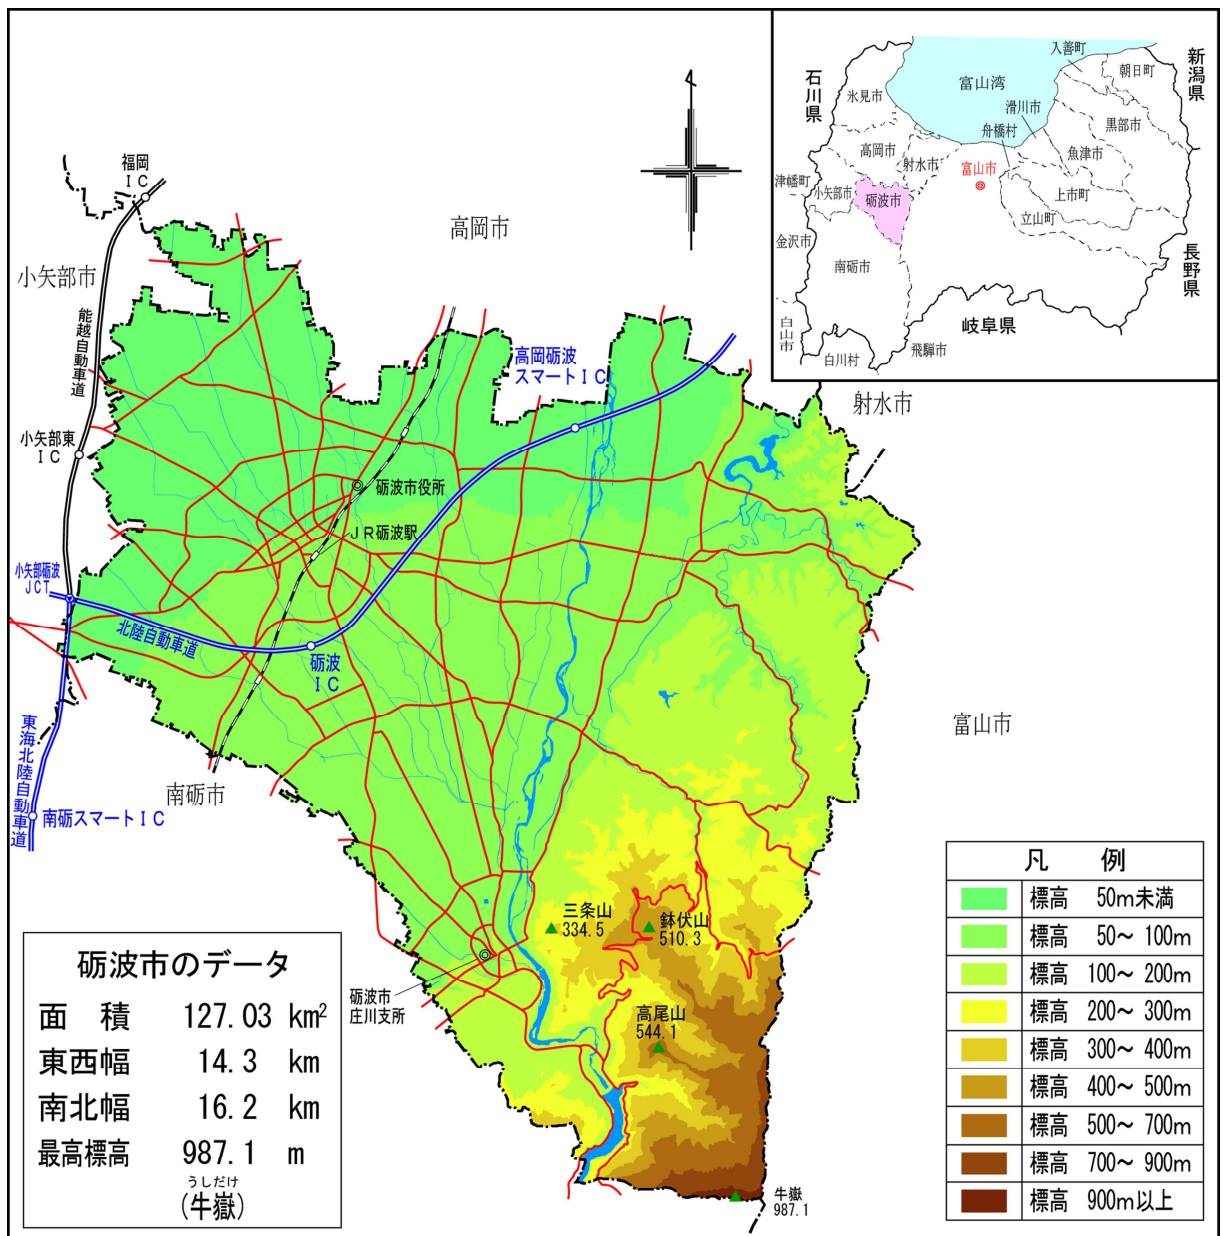 入善町
朝日町
新潟県
石川県
氷見市
富山湾
滑川市
黒部市
舟橋村
高岡市
射水市
魚津市
富山市
津幡町
小矢部市
砺波市
上市町
立山町
金沢市
南砺市
長野県
岐阜県
白山市
白川村
飛騨市
福岡
IC
高岡市
小矢部市
能越自動車道
高岡砺波
スマートIC
射水市
小矢部東
IC
砺波市役所
JR砺波駅
小矢部砺波
JCT
北陸自動車道
砺波
IC
東海北陸自動車道
南砺市
富山市
南砺スマートIC
三条山
334.5
鉢伏山
510.3
砺波市
庄川支所
高尾山
544.1
牛嶽
987.1
砺波市のデータ
面 積 127.03 km²
東西幅 14.3 km
南北幅 16.2 km
最高標高 987.1 m
うしだけ
(牛嶽)
凡 例
標高 50m未満
標高 50～ 100m
標高 100～ 200m
標高 200～ 300m
標高 300～ 400m
標高 400～ 500m
標高 500～ 700m
標高 700～ 900m
標高 900m以上